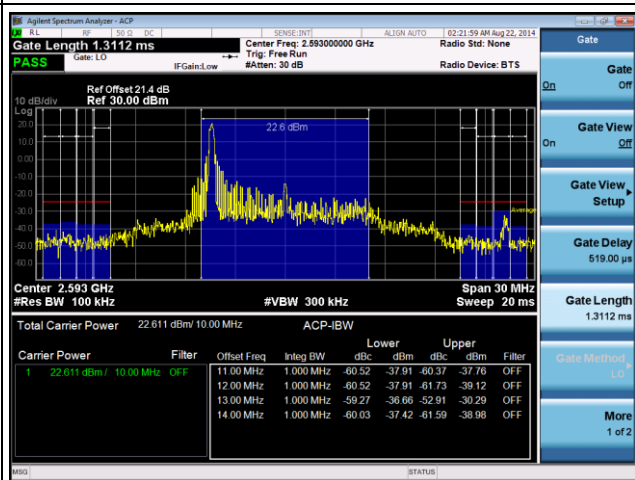 Agilent Spectrum Analyzer - ACP
RL RF 50 Ω DC SENSE:INT ALIGN AUTO 02:21:59 AM Aug 22, 2014
Gate Length 1.3112 ms
Center Freq: 2.593000000 GHz
Radio Std: None
PASS
Gate: LO
IFGain:Low
Trig: Free Run
#Atten: 30 dB
Radio Device: BTS
Ref Offset 21.4 dB
10 dB/div Ref 30.00 dBm
Log
20.0
10.0
0.00
-10.0
-20.0
-30.0
-40.0
-50.0
-60.0
22.6 dBm
Average
Center 2.593 GHz
Span 30 MHz
#Res BW 100 kHz
#VBW 300 kHz
Sweep 20 ms
Total Carrier Power 22.611 dBm/ 10.00 MHz ACP-IBW
Lower Upper
Carrier Power Filter
Offset Freq Integ BW dBc dBm dBc dBm Filter
1 22.611 dBm / 10.00 MHz OFF
11.00 MHz 1.000 MHz -60.52 -37.91 -60.37 -37.76 OFF
12.00 MHz 1.000 MHz -60.52 -37.91 -61.73 -39.12 OFF
13.00 MHz 1.000 MHz -59.27 -36.66 -52.91 -30.29 OFF
14.00 MHz 1.000 MHz -60.03 -37.42 -61.59 -38.98 OFF
MSG
STATUS
Gate
Gate
On Off
Gate View
On Off
Gate View
Setup
Gate Delay
519.00 µs
Gate Length
1.3112 ms
Gate Method
LO
More
1 of 2